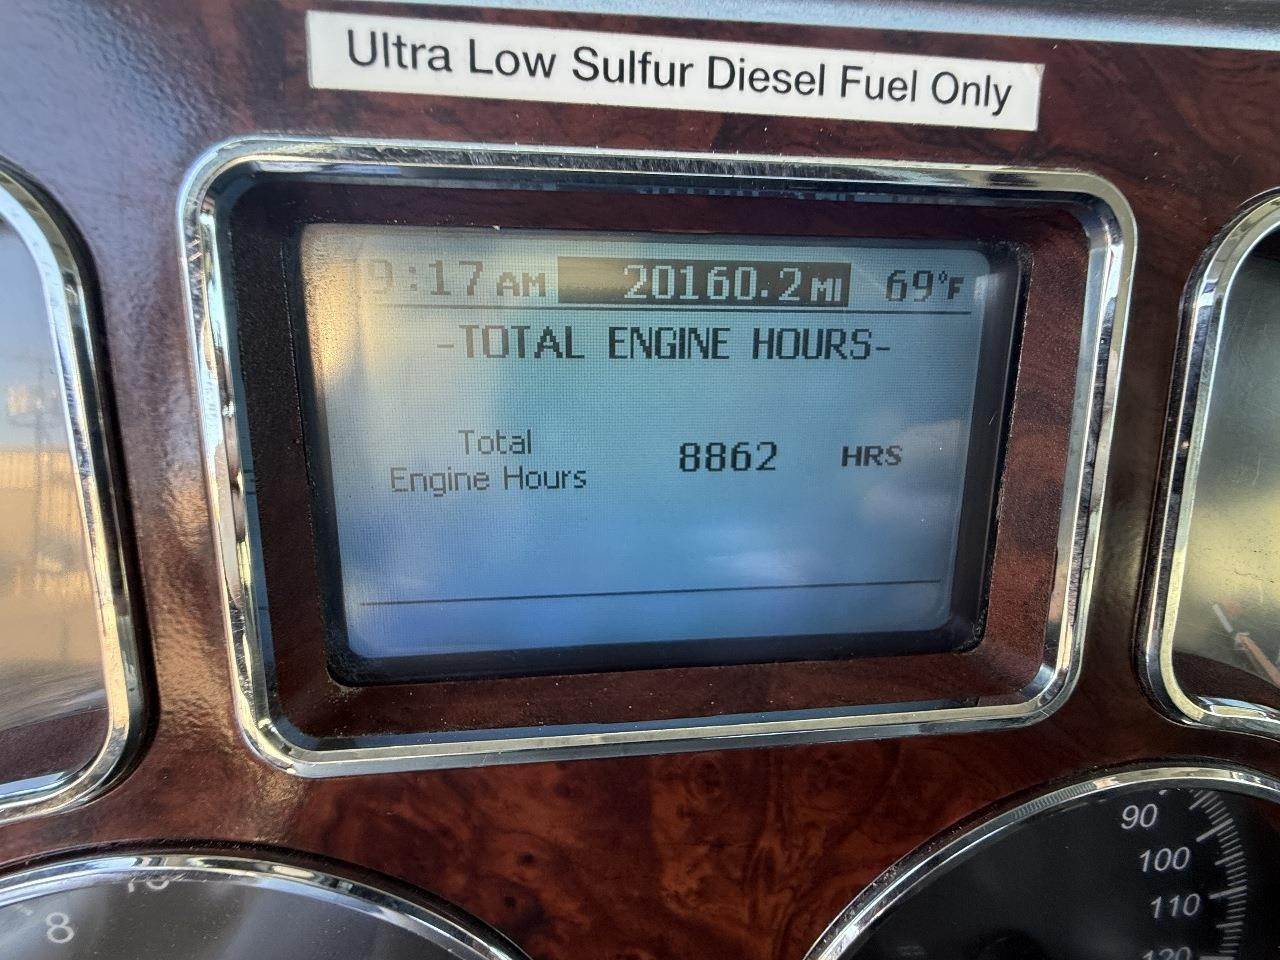 Ultra Low Sulfur Diesel Fuel Only
9:17 AM 20160.2 MI 69°F
-TOTAL ENGINE HOURS-
Total
Engine Hours 8862 HRS
90
100
110
120
8